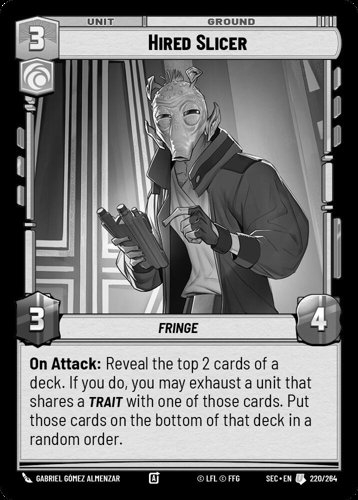 UNIT
GROUND
3
HIRED SLICER
3
FRINGE
4
On Attack: Reveal the top 2 cards of a
deck. If you do, you may exhaust a unit that
shares a TRAIT with one of those cards. Put
those cards on the bottom of that deck in a
random order.
GABRIEL GÓMEZ ALMENZAR
© LFL © FFG
SEC•EN
220/264